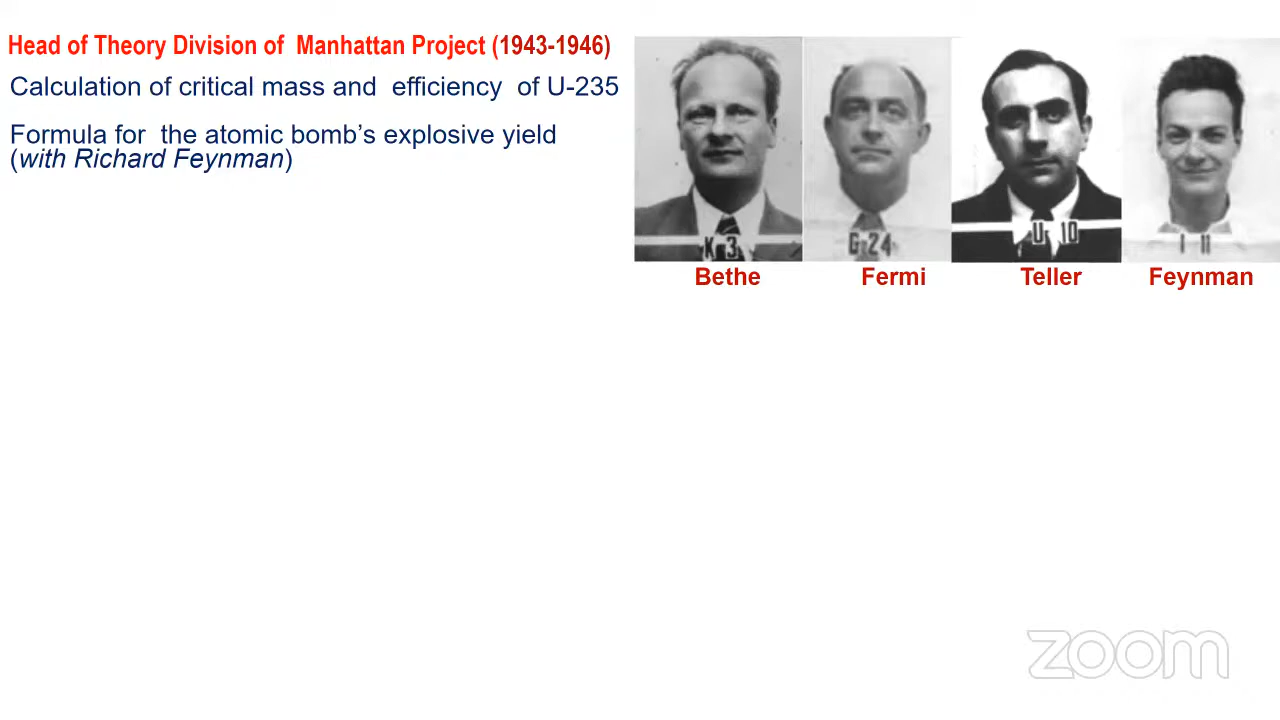 Head of Theory Division of Manhattan Project (1943-1946)
Calculation of critical mass and efficiency of U-235
Formula for the atomic bomb's explosive yield
(with Richard Feynman)
K 3
G 24
U 10
I 11
Bethe
Fermi
Teller
Feynman
zoom